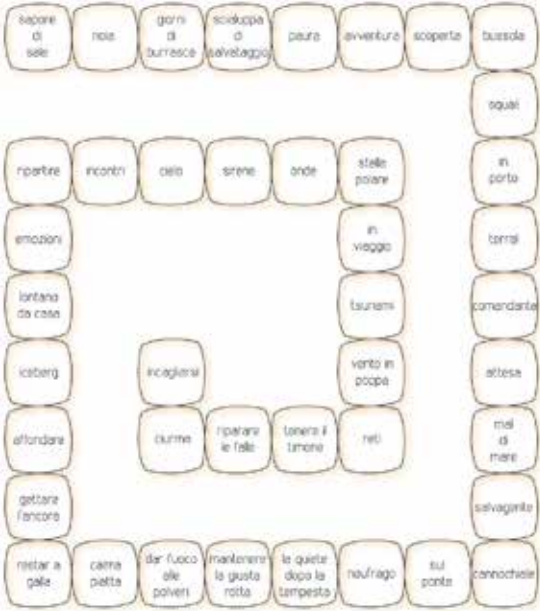 sapore
di
sale
noia
giorni
di
burrasca
scialuppa
di
salvataggio
paura
avventura
scoperta
bussola
squali
in
porto
terra!
comandante
attesa
mal
di
mare
salvagente
cannochiale
sul
ponte
naufrago
la quiete
dopo la
tempesta
mantenere
la giusta
rotta
dar fuoco
alle
polveri
calma
piatta
restar a
galla
gettare
l'ancora
affondare
iceberg
lontano
da casa
emozioni
ripartire
incontri
cielo
sirene
onde
stella
polare
in
viaggio
tsunami
vento in
poppa
reti
tenere il
timone
riparare
le falle
ciurma
incagliarsi